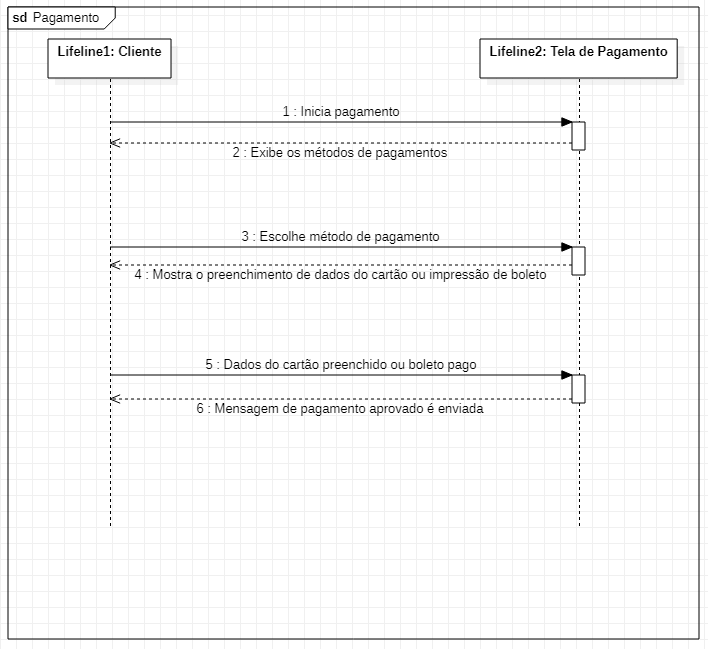 sd Pagamento
Lifeline1: Cliente
Lifeline2: Tela de Pagamento
1 : Inicia pagamento
2 : Exibe os métodos de pagamentos
3 : Escolhe método de pagamento
4 : Mostra o preenchimento de dados do cartão ou impressão de boleto
5 : Dados do cartão preenchido ou boleto pago
6 : Mensagem de pagamento aprovado é enviada